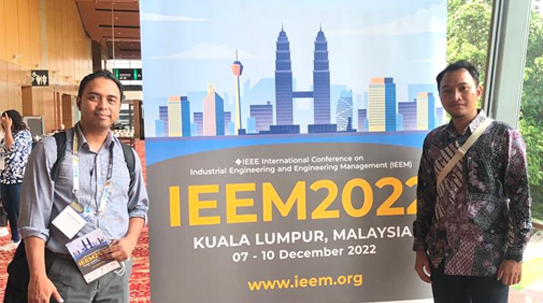 IEEE International Conference on
Industrial Engineering and Engineering Management (IEEM)
IEEM2022
KUALA LUMPUR, MALAYSIA
07 - 10 December 2022
www.ieem.org
IEEM2022